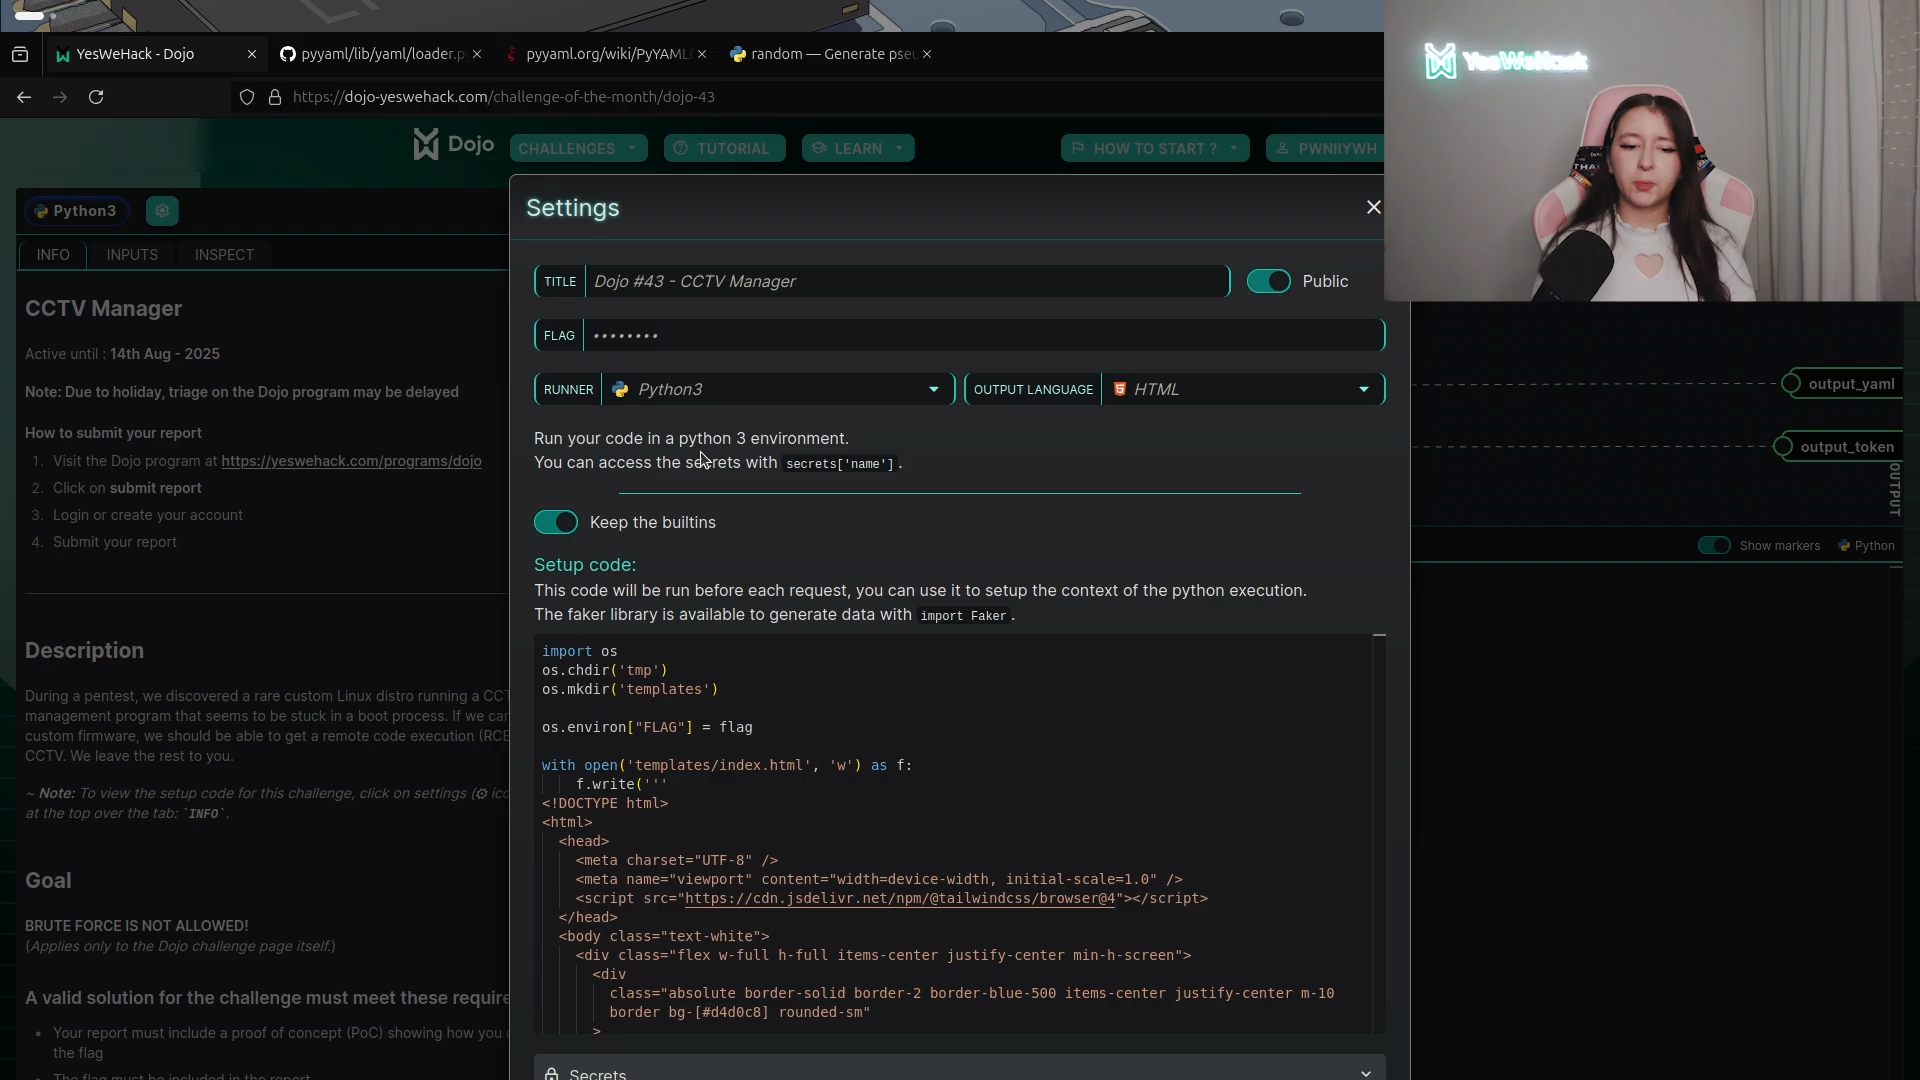 YesWeHack - Dojo
pyyaml/lib/yaml/loader.p
pyyaml.org/wiki/PyYAML
random — Generate pseu
https://dojo-yeswehack.com/challenge-of-the-month/dojo-43
YesWeHack
Dojo
CHALLENGES
TUTORIAL
LEARN
HOW TO START ?
PWNIIYWH
Python3
INFO
INPUTS
INSPECT
CCTV Manager
Active until : 14th Aug - 2025
Note: Due to holiday, triage on the Dojo program may be delayed
How to submit your report
1. Visit the Dojo program at https://yeswehack.com/programs/dojo
2. Click on submit report
3. Login or create your account
4. Submit your report
Description
During a pentest, we discovered a rare custom Linux distro running a CCT
management program that seems to be stuck in a boot process. If we can
custom firmware, we should be able to get a remote code execution (RCE
CCTV. We leave the rest to you.
~ Note: To view the setup code for this challenge, click on settings (⚙ ico
at the top over the tab: `INFO`.
Goal
BRUTE FORCE IS NOT ALLOWED!
(Applies only to the Dojo challenge page itself.)
A valid solution for the challenge must meet these require
• Your report must include a proof of concept (PoC) showing how you
the flag
• The flag must be included in the report
Settings
TITLE Dojo #43 - CCTV Manager
Public
FLAG ••••••••
RUNNER Python3
OUTPUT LANGUAGE HTML
Run your code in a python 3 environment.
You can access the secrets with secrets['name'].
Keep the builtins
Setup code:
This code will be run before each request, you can use it to setup the context of the python execution.
The faker library is available to generate data with import Faker.
import os
os.chdir('tmp')
os.mkdir('templates')
os.environ["FLAG"] = flag
with open('templates/index.html', 'w') as f:
f.write('''
<!DOCTYPE html>
<html>
<head>
<meta charset="UTF-8" />
<meta name="viewport" content="width=device-width, initial-scale=1.0" />
<script src="https://cdn.jsdelivr.net/npm/@tailwindcss/browser@4"></script>
</head>
<body class="text-white">
<div class="flex w-full h-full items-center justify-center min-h-screen">
<div
class="absolute border-solid border-2 border-blue-500 items-center justify-center m-10
border bg-[#d4d0c8] rounded-sm"
>
Secrets
output_yaml
output_token
OUTPUT
Show markers
Python